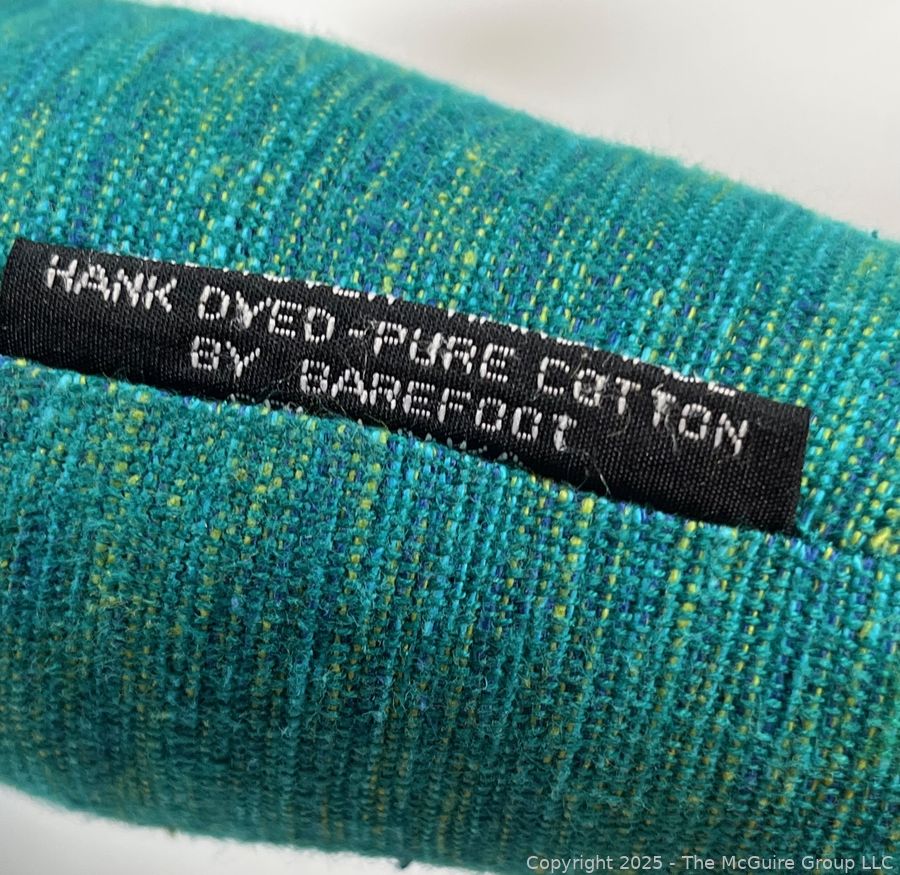 HANK DYED-PURE COTTON
BY BAREFOOT
Copyright 2025 - The McGuire Group LLC